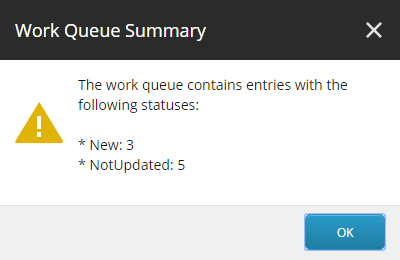 Work Queue Summary
The work queue contains entries with the
following statuses:
* New: 3
* NotUpdated: 5
OK